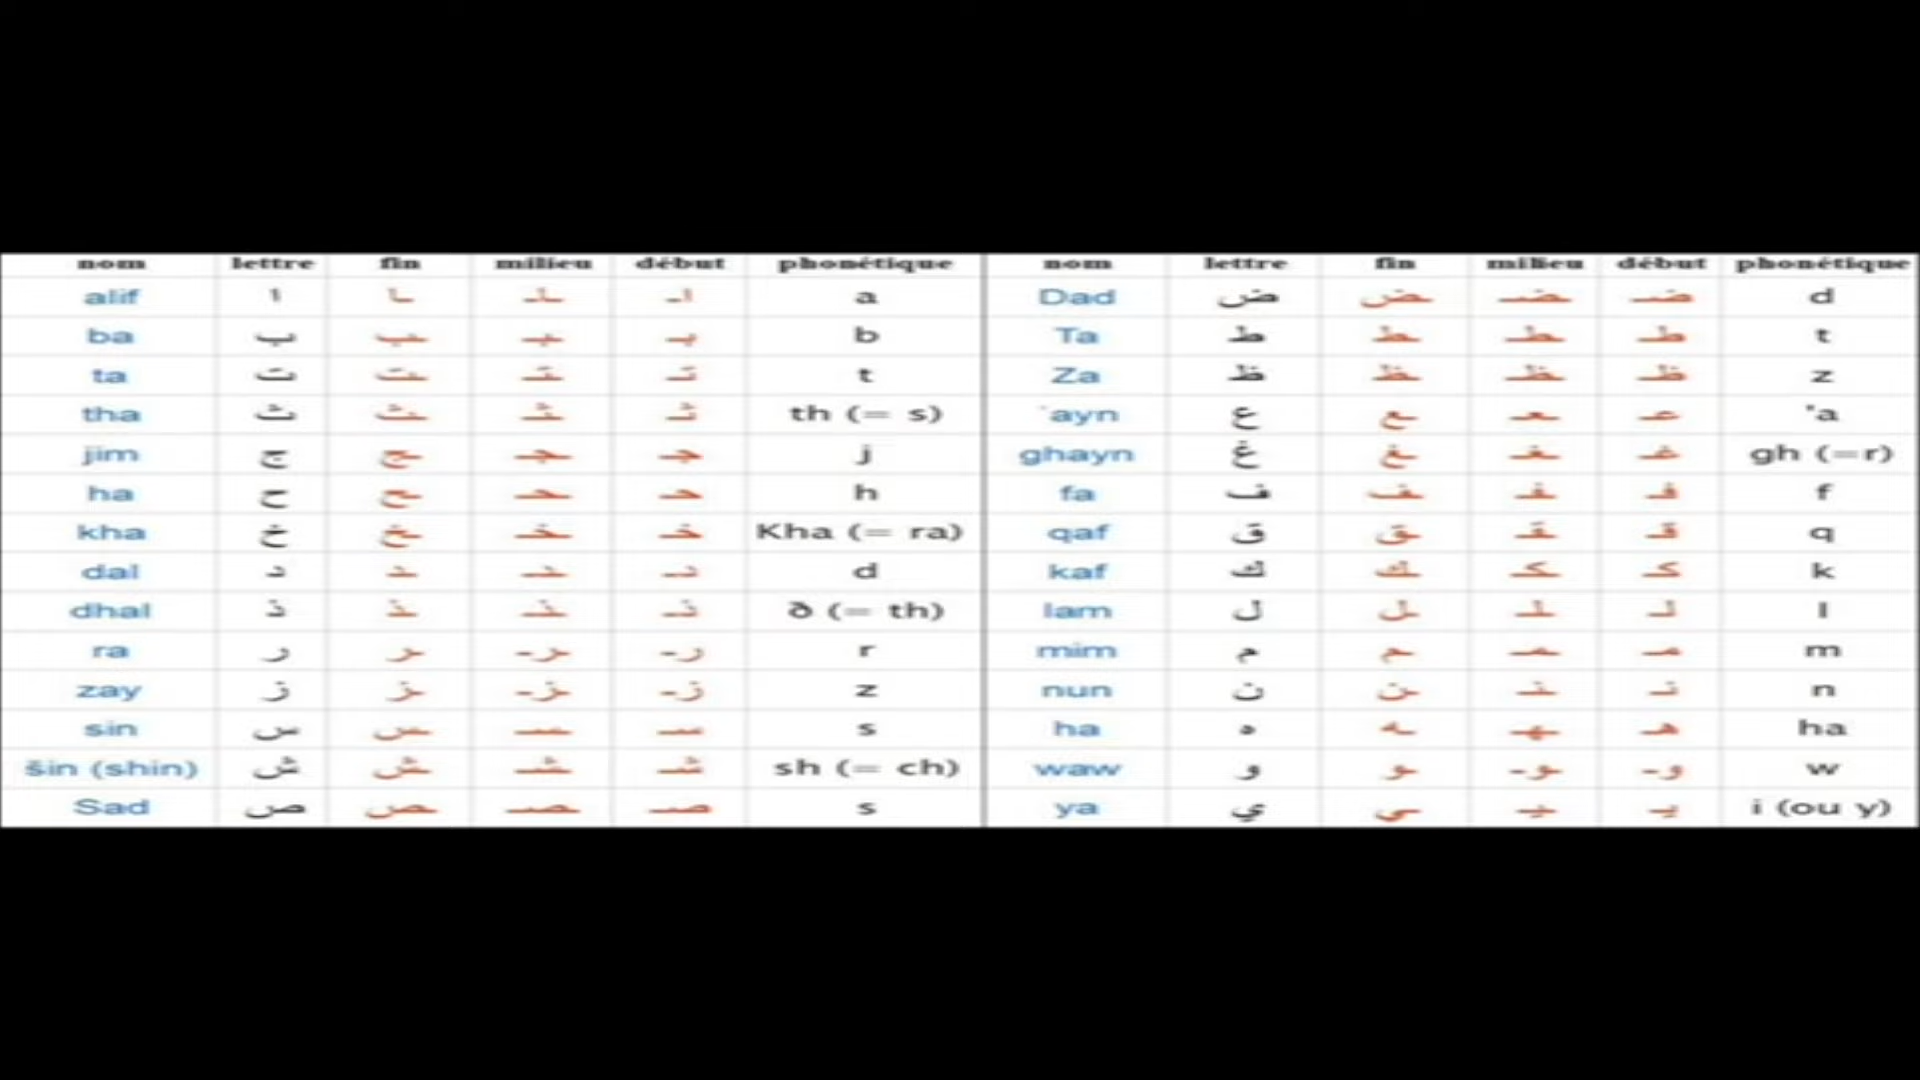 nom lettre fin milieu début phonétique nom lettre fin milieu début phonétique
alif ا ـا ـا- ا- a Dad ض ـض ـضـ ضـ d
ba ب ـب ـبـ بـ b Ta ط ـط ـطـ طـ t
ta ت ـت ـتـ تـ t Za ظ ـظ ـظـ ظـ z
tha ث ـث ـثـ ثـ th (= s) `ayn ع ـع ـعـ عـ 'a
jim ج ـج ـجـ جـ j ghayn غ ـغ ـغـ غـ gh (=r)
ha ح ـح ـحـ حـ h fa ف ـف ـفـ فـ f
kha خ ـخ ـخـ خـ Kha (= ra) qaf ق ـق ـقـ قـ q
dal د ـد ـد- د- d kaf ك ـك ـكـ كـ k
dhal ذ ـذ ـذ- ذ- ð (= th) lam ل ـل ـلـ لـ l
ra ر ـر ـر- ر- r mim م ـم ـمـ مـ m
zay ز ـز ـز- ز- z nun ن ـن ـنـ نـ n
sin س ـس ـسـ سـ s ha ه ـه ـهـ هـ ha
šin (shin) ش ـش ـشـ شـ sh (= ch) waw و ـو ـو- و- w
Sad ص ـص ـصـ صـ s ya ي ـي ـيـ يـ i (ou y)